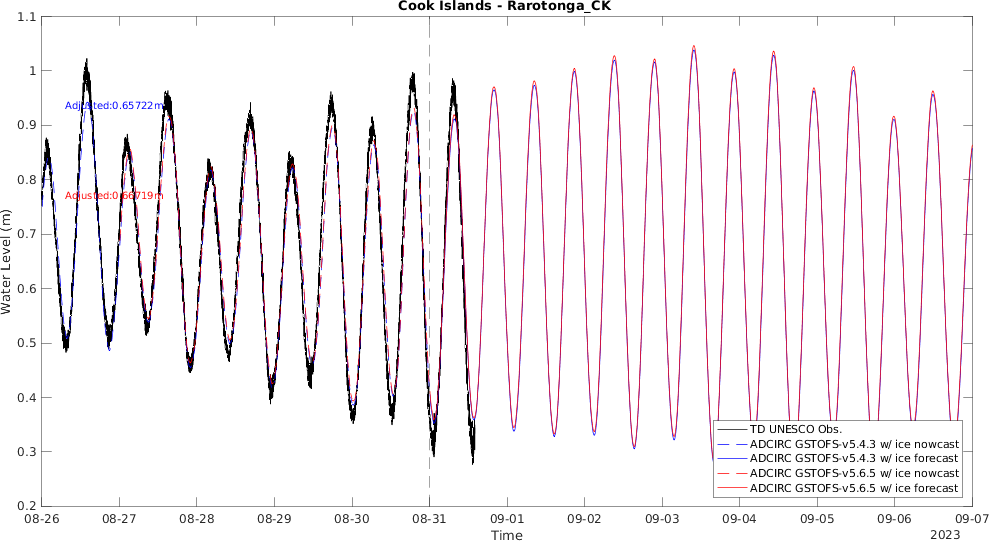 Cook Islands - Rarotonga_CK
Water Level (m)
1.1
1
0.9
0.8
0.7
0.6
0.5
0.4
0.3
0.2
Adjusted:0.65722m
Adjusted:0.66719m
TD UNESCO Obs.
ADCIRC GSTOFS-v5.4.3 w/ ice nowcast
ADCIRC GSTOFS-v5.4.3 w/ ice forecast
ADCIRC GSTOFS-v5.6.5 w/ ice nowcast
ADCIRC GSTOFS-v5.6.5 w/ ice forecast
08-26 08-27 08-28 08-29 08-30 08-31 09-01 09-02 09-03 09-04 09-05 09-06 09-07
Time
2023